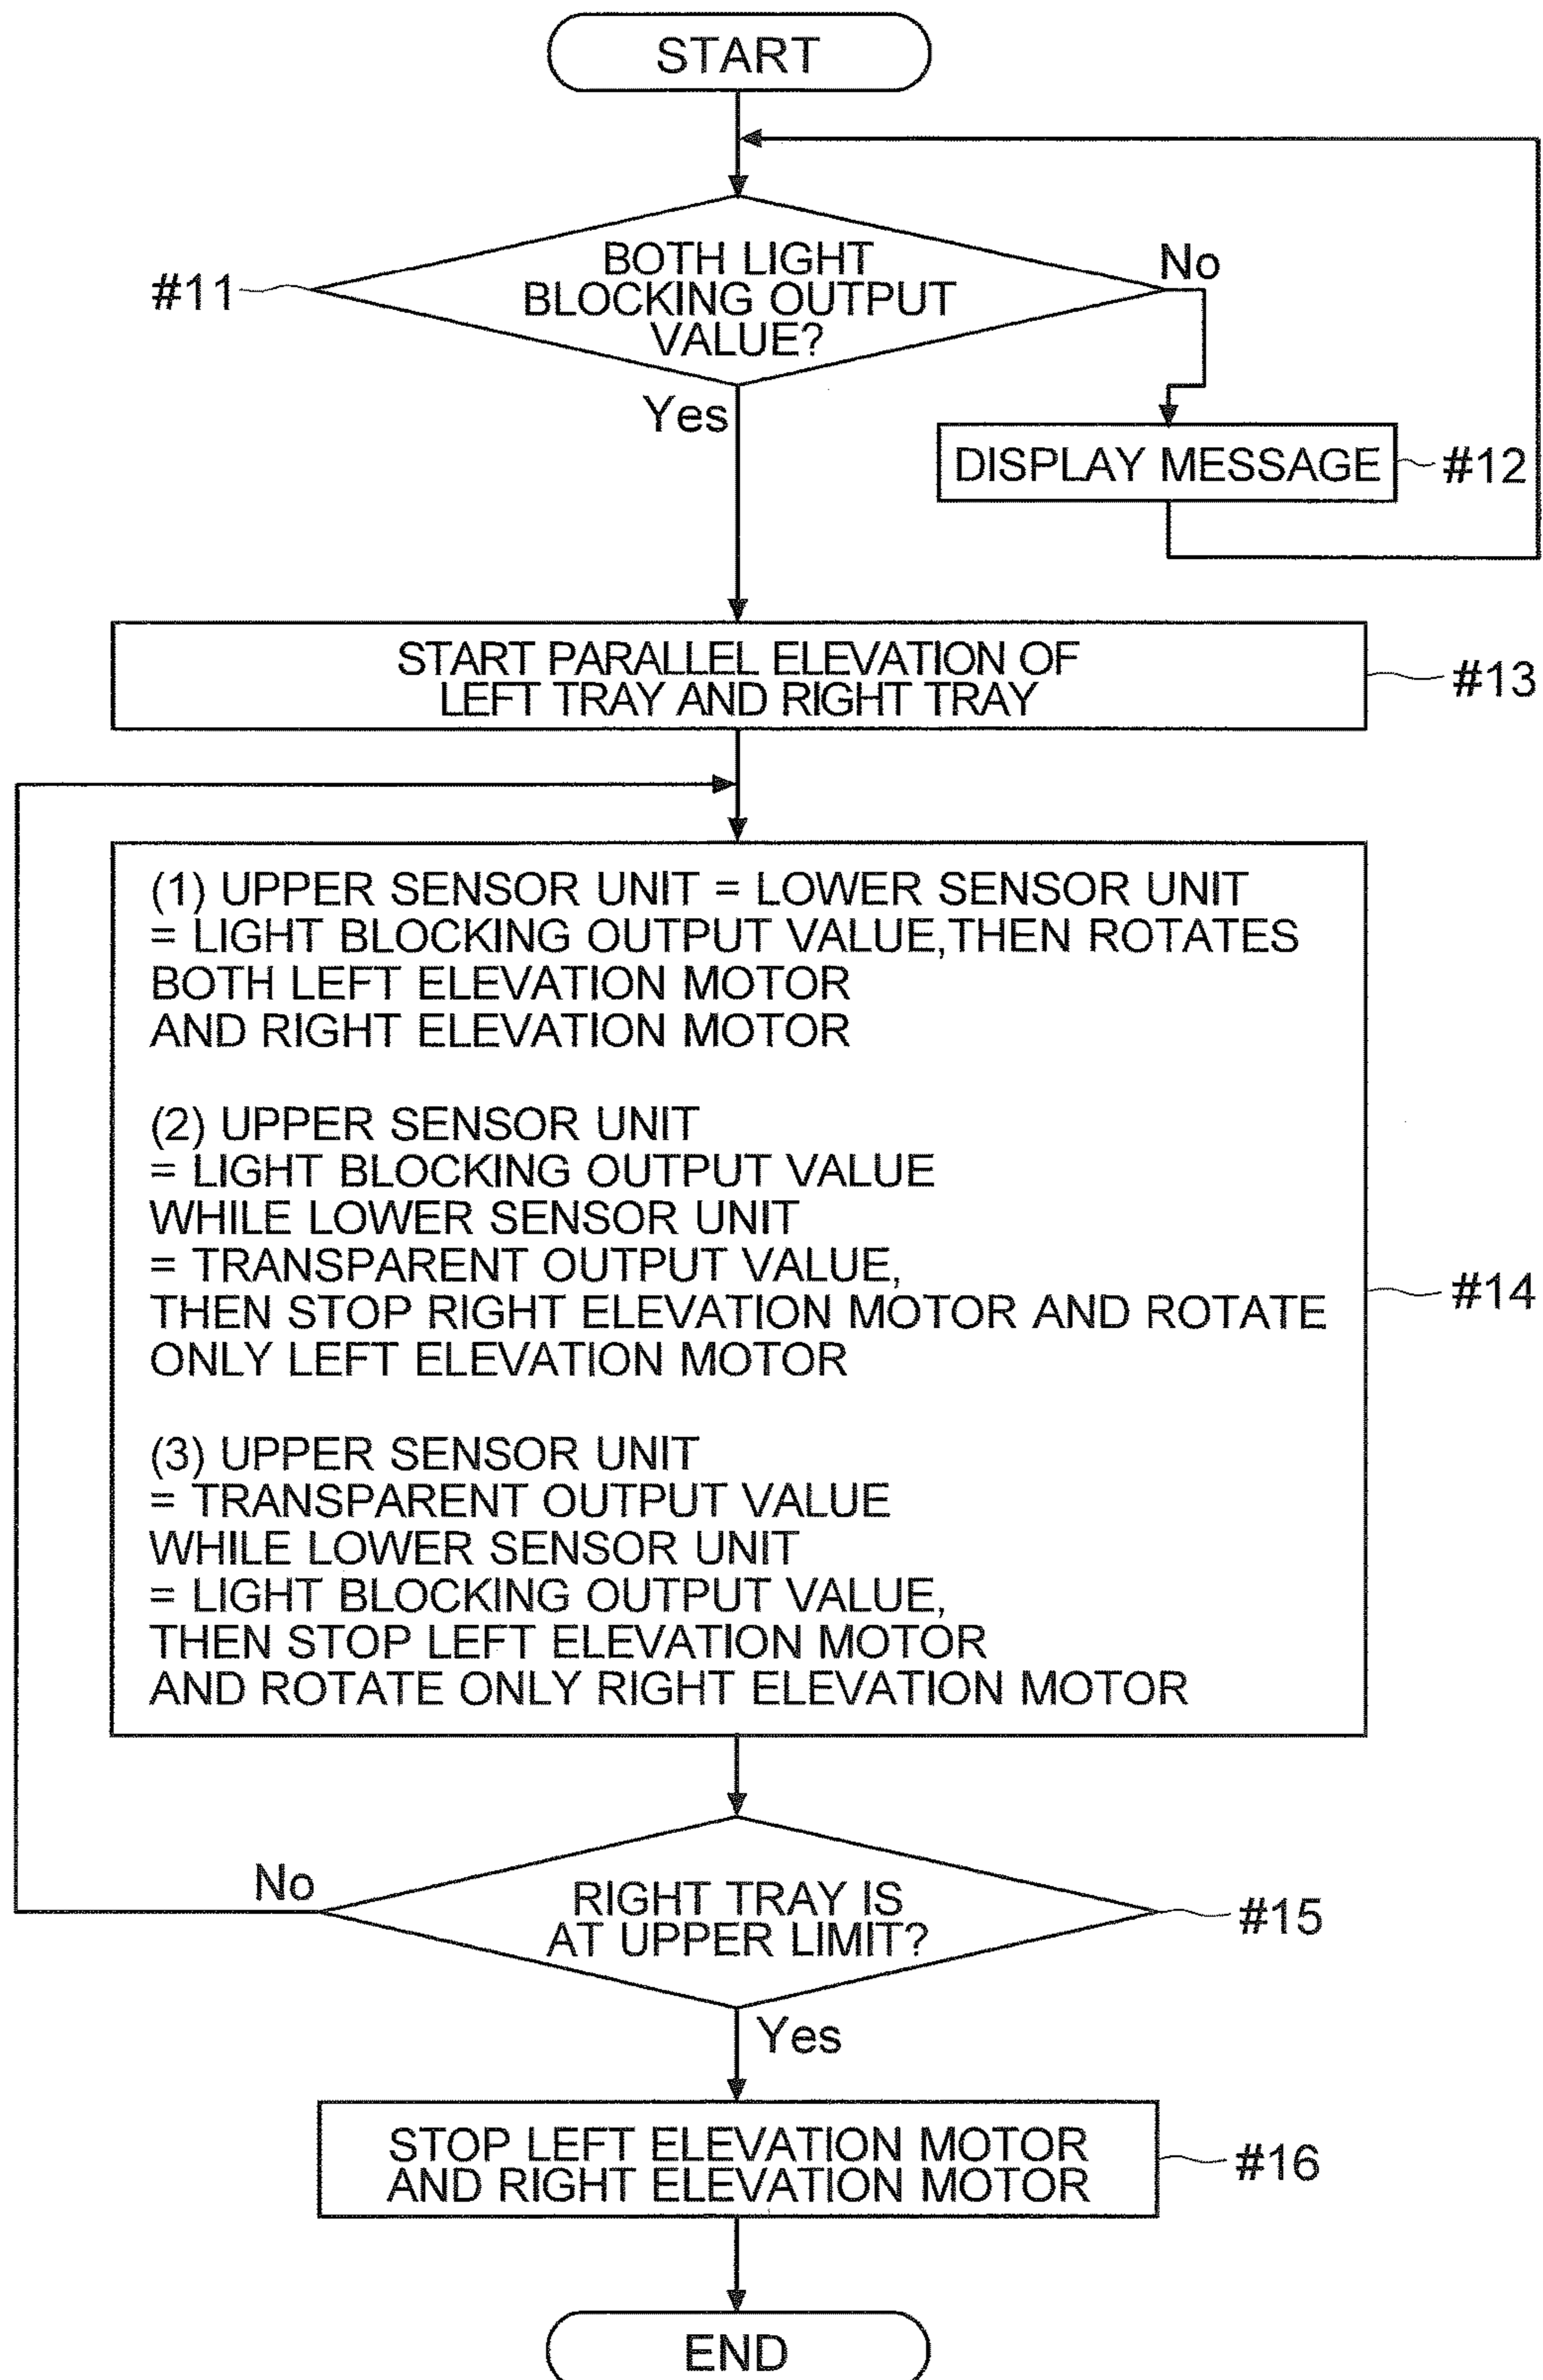 START
BOTH LIGHT
BLOCKING OUTPUT
VALUE?
#11
No
Yes
DISPLAY MESSAGE
#12
START PARALLEL ELEVATION OF
LEFT TRAY AND RIGHT TRAY
#13
(1) UPPER SENSOR UNIT = LOWER SENSOR UNIT
= LIGHT BLOCKING OUTPUT VALUE,THEN ROTATES
BOTH LEFT ELEVATION MOTOR
AND RIGHT ELEVATION MOTOR
(2) UPPER SENSOR UNIT
= LIGHT BLOCKING OUTPUT VALUE
WHILE LOWER SENSOR UNIT
= TRANSPARENT OUTPUT VALUE,
THEN STOP RIGHT ELEVATION MOTOR AND ROTATE
ONLY LEFT ELEVATION MOTOR
(3) UPPER SENSOR UNIT
= TRANSPARENT OUTPUT VALUE
WHILE LOWER SENSOR UNIT
= LIGHT BLOCKING OUTPUT VALUE,
THEN STOP LEFT ELEVATION MOTOR
AND ROTATE ONLY RIGHT ELEVATION MOTOR
#14
No
RIGHT TRAY IS
AT UPPER LIMIT?
#15
Yes
STOP LEFT ELEVATION MOTOR
AND RIGHT ELEVATION MOTOR
#16
END